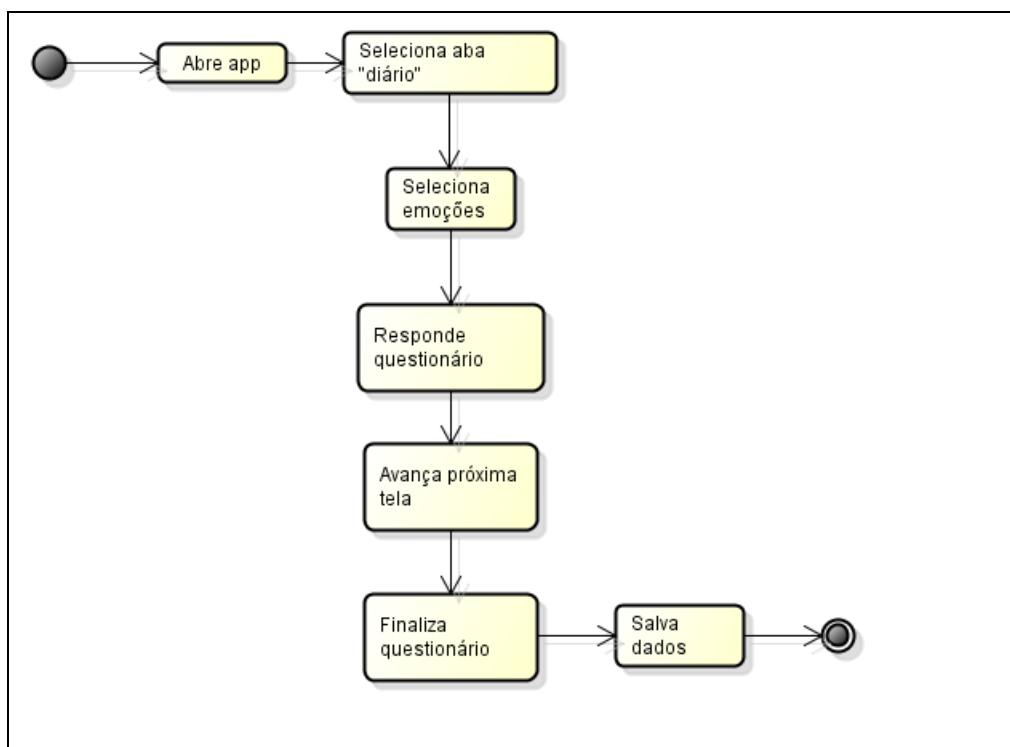 Abre app
Seleciona aba
"diário"
Seleciona
emoções
Responde
questionário
Avança próxima
tela
Finaliza
questionário
Salva
dados